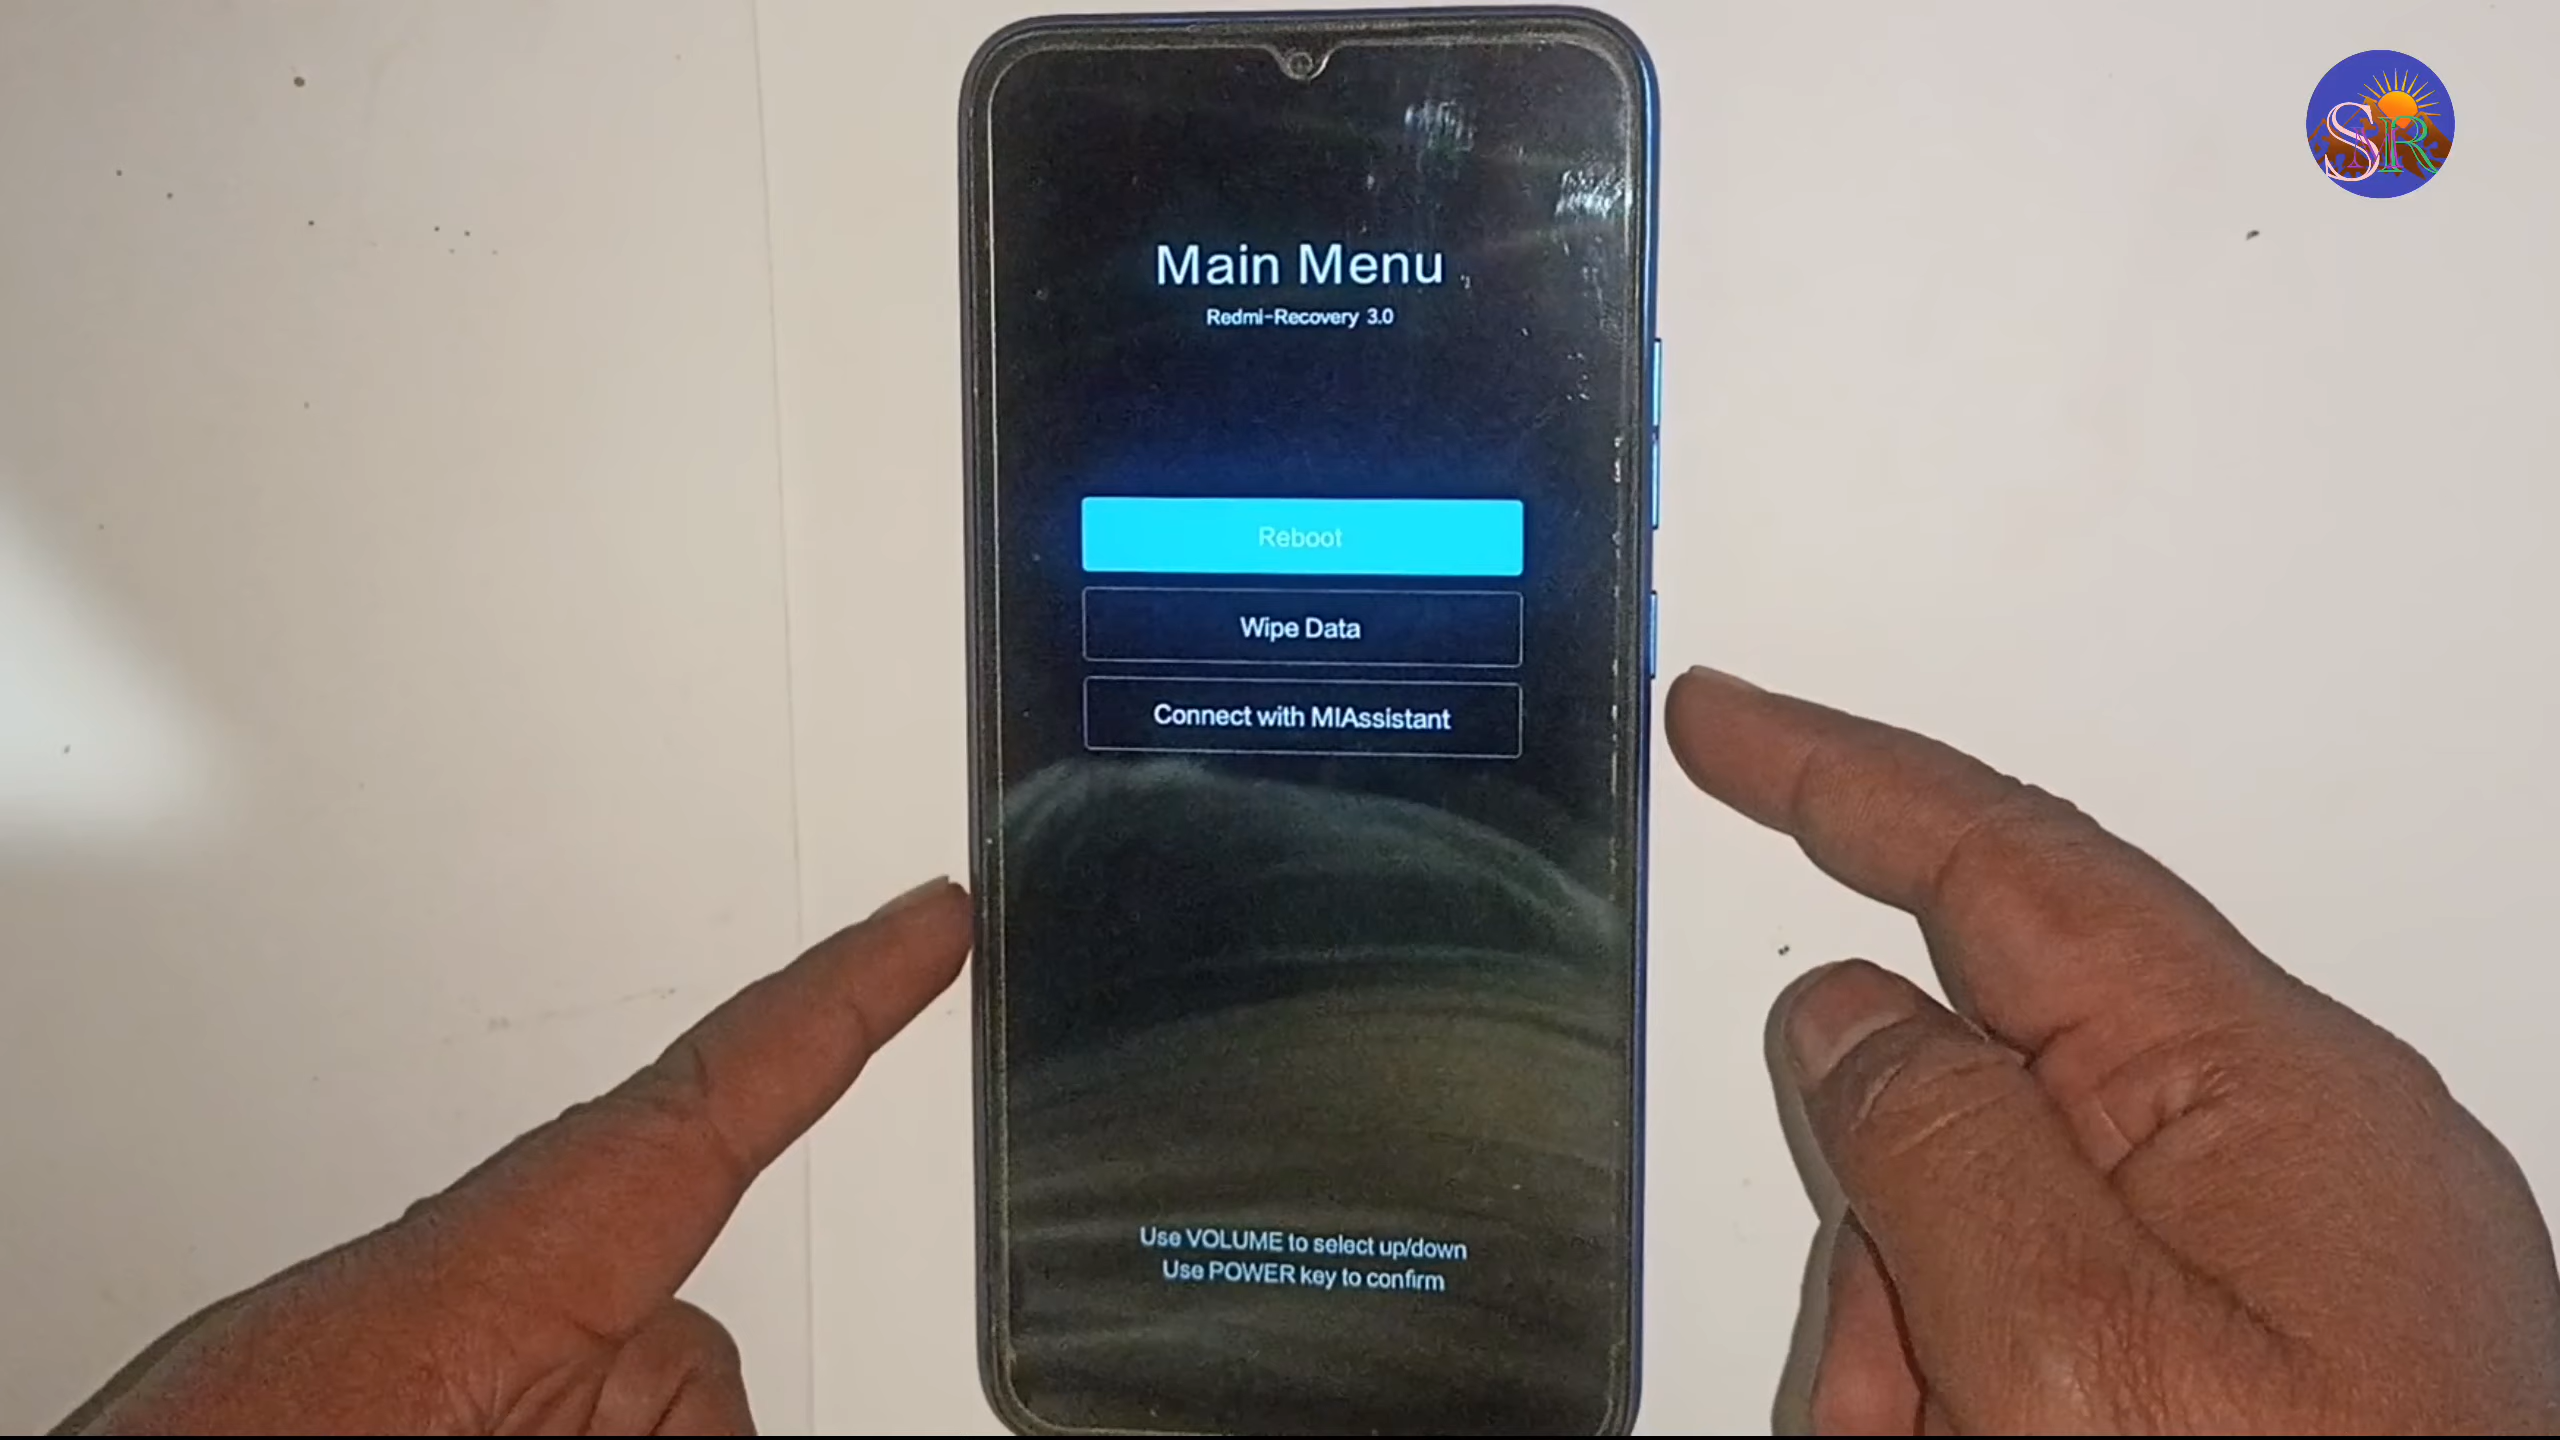 SMR
Main Menu
Redmi-Recovery 3.0
Reboot
Wipe Data
Connect with MIAssistant
Use VOLUME to select up/down
Use POWER key to confirm